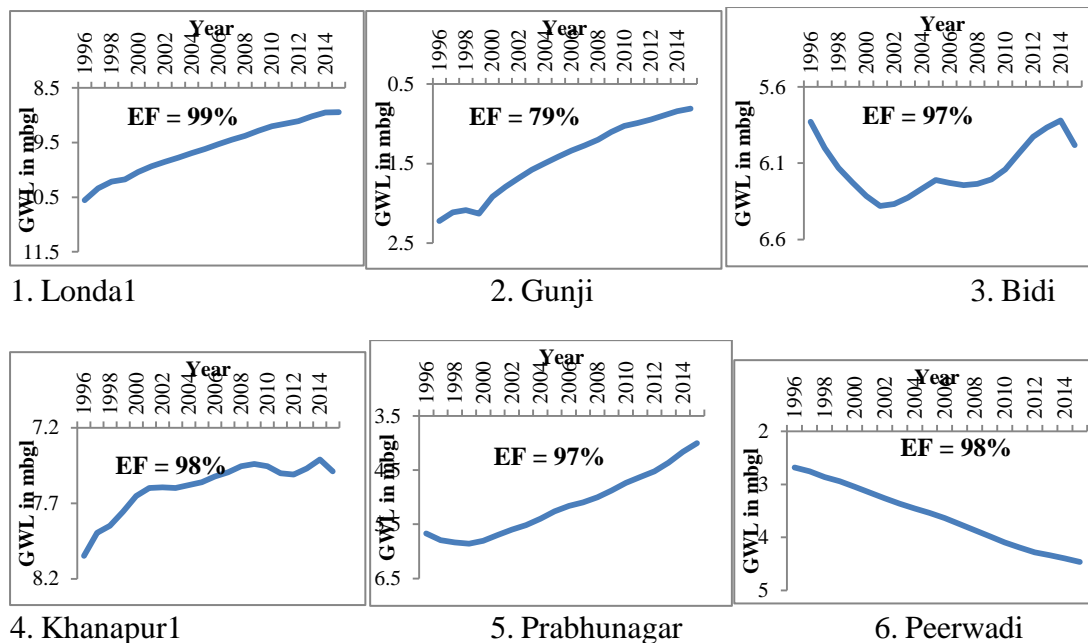 Year
1996 1998 2000 2002 2004 2006 2008 2010 2012 2014
8.5
9.5
10.5
11.5
GWL in mbgl
EF = 99%
1. Londa1
Year
1996 1998 2000 2002 2004 2006 2008 2010 2012 2014
0.5
1.5
2.5
GWL in mbgl
EF = 79%
2. Gunji
Year
1996 1998 2000 2002 2004 2006 2008 2010 2012 2014
5.6
6.1
6.6
GWL in mbgl
EF = 97%
3. Bidi
Year
1996 1998 2000 2002 2004 2006 2008 2010 2012 2014
7.2
7.7
8.2
GWL in mbgl
EF = 98%
4. Khanapur1
Year
1996 1998 2000 2002 2004 2006 2008 2010 2012 2014
3.5
4.5
5.5
6.5
GWL in mbgl
EF = 97%
5. Prabhunagar
Year
1996 1998 2000 2002 2004 2006 2008 2010 2012 2014
2
3
4
5
GWL in mbgl
EF = 98%
6. Peerwadi